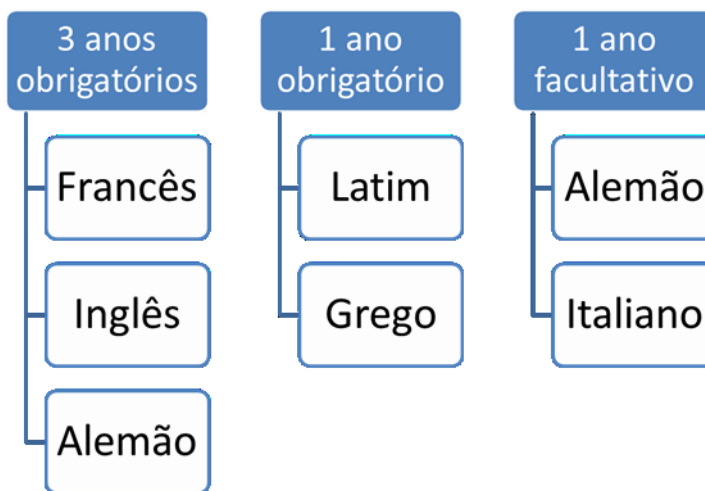 3 anos
obrigatórios
Francês
Inglês
Alemão
1 ano
obrigatório
Latim
Grego
1 ano
facultativo
Alemão
Italiano